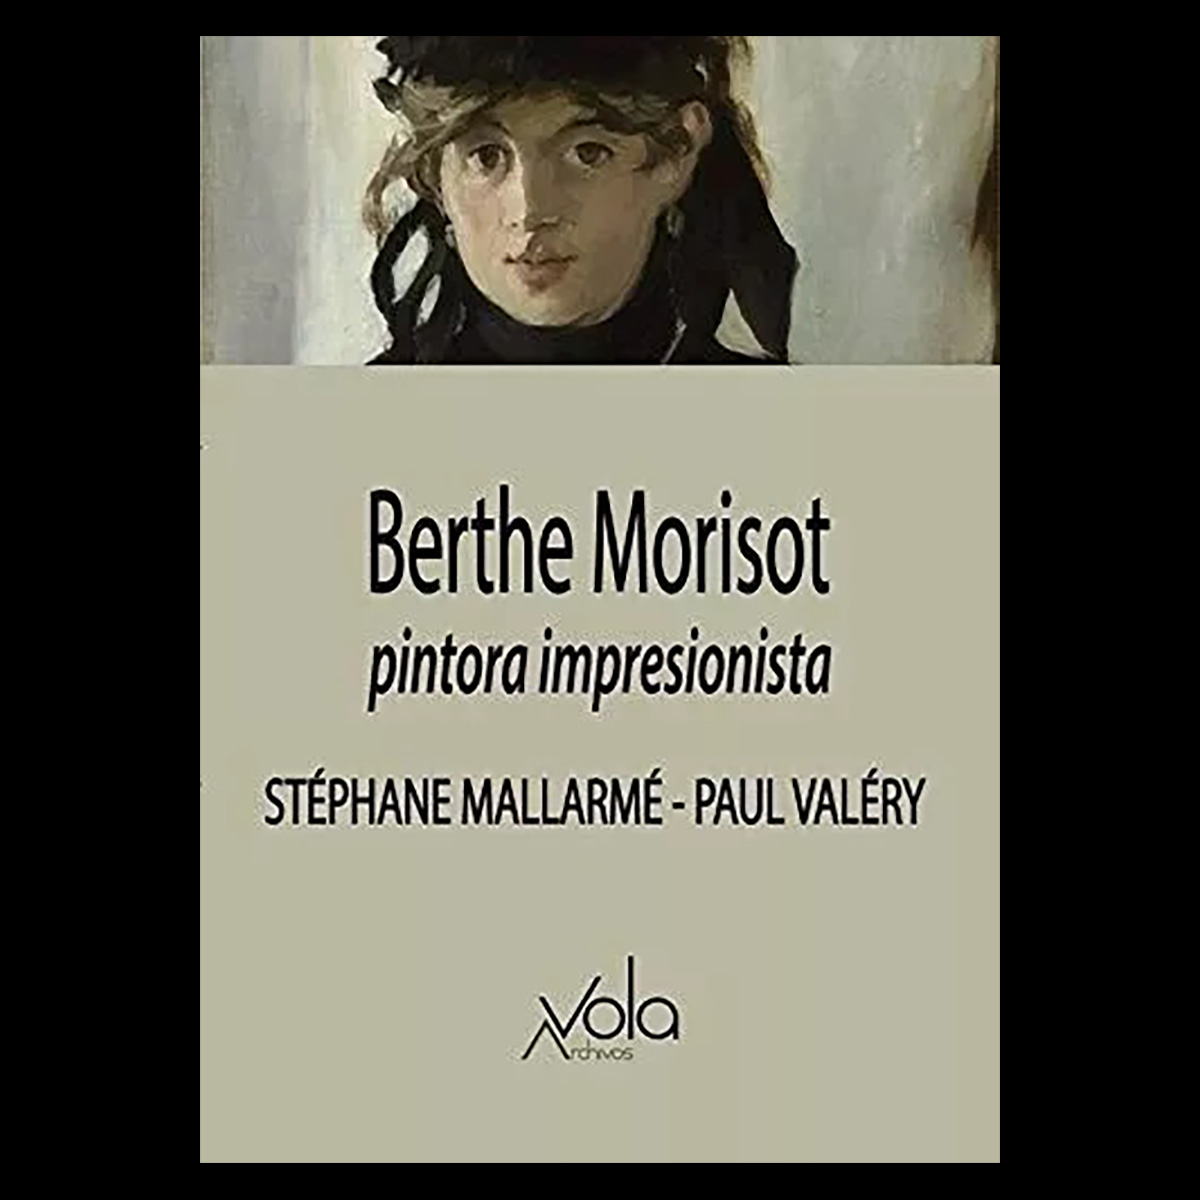 Berthe Morisot
pintora impresionista
STÉPHANE MALLARMÉ - PAUL VALÉRY
Vola
Archivos